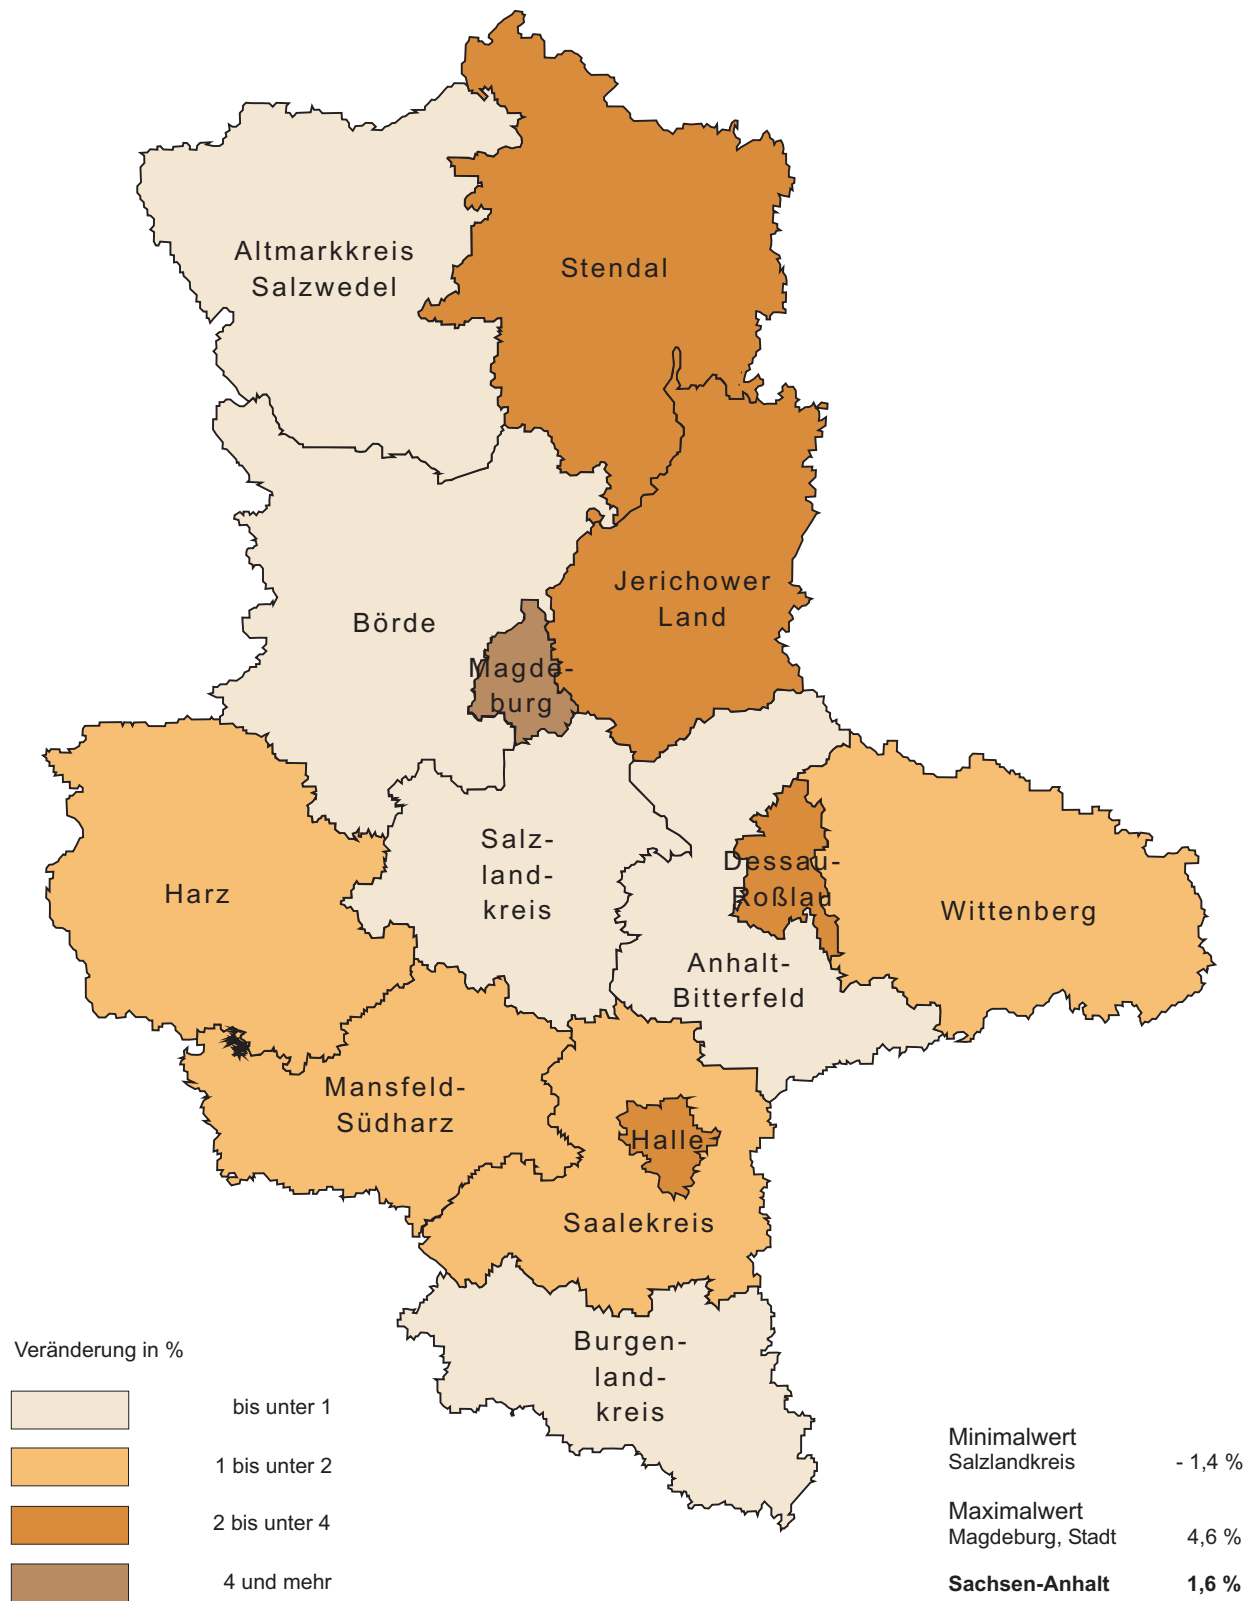 Altmarkkreis
Salzwedel
Stendal
Jerichower
Land
Börde
Magde-
burg
Salz-
land-
kreis
Dessau-
Roßlau
Harz
Wittenberg
Anhalt-
Bitterfeld
Mansfeld-
Südharz
Halle
Saalekreis
Burgen-
land-
kreis
Veränderung in %
bis unter 1
1 bis unter 2
2 bis unter 4
4 und mehr
Minimalwert
Salzlandkreis - 1,4 %
Maximalwert
Magdeburg, Stadt 4,6 %
Sachsen-Anhalt 1,6 %